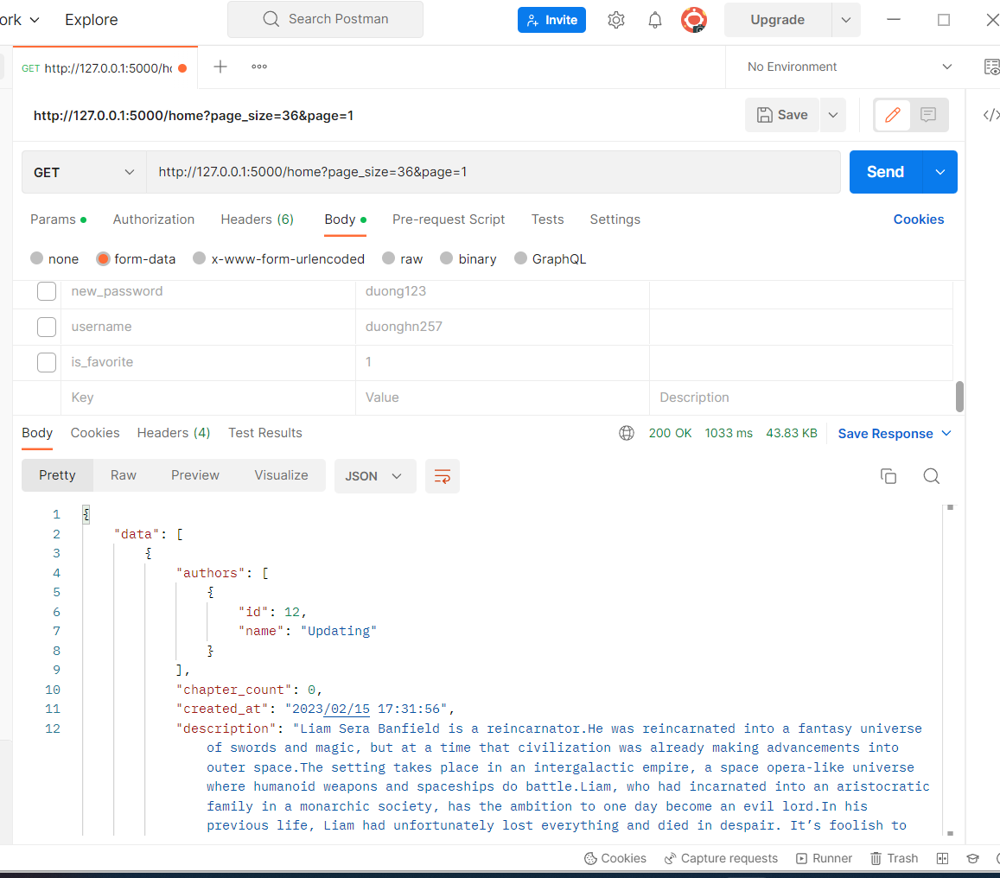 ork Explore Search Postman Invite Upgrade
GET http://127.0.0.1:5000/ho No Environment
http://127.0.0.1:5000/home?page_size=36&page=1 Save
GET http://127.0.0.1:5000/home?page_size=36&page=1 Send
Params Authorization Headers (6) Body Pre-request Script Tests Settings Cookies
none form-data x-www-form-urlencoded raw binary GraphQL
new_password duong123
username duonghn257
is_favorite 1
Key Value Description
Body Cookies Headers (4) Test Results 200 OK 1033 ms 43.83 KB Save Response
Pretty Raw Preview Visualize JSON
1 {
2 "data": [
3 {
4 "authors": [
5 {
6 "id": 12,
7 "name": "Updating"
8 }
9 ],
10 "chapter_count": 0,
11 "created_at": "2023/02/15 17:31:56",
12 "description": "Liam Sera Banfield is a reincarnator.He was reincarnated into a fantasy universe
of swords and magic, but at a time that civilization was already making advancements into
outer space.The setting takes place in an intergalactic empire, a space opera-like universe
where humanoid weapons and spaceships do battle.Liam, who had incarnated into an aristocratic
family in a monarchic society, has the ambition to one day become an evil lord.In his
previous life, Liam had unfortunately lost everything and died in despair. It’s foolish to
Cookies Capture requests Runner Trash